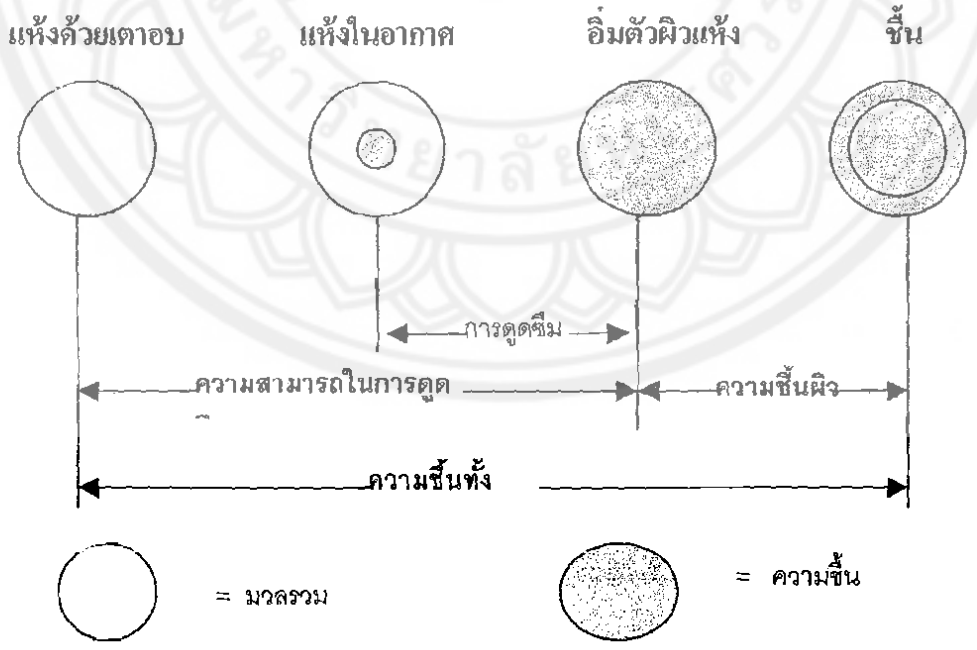 แห้งด้วยเตาอบ แห้งในอากาศ อิ่มตัวผิวแห้ง ชื้น
การดูดซึม
ความสามารถในการดูด ความชื้นผิว
ความชื้นทั้ง
= มวลรวม = ความชื้น